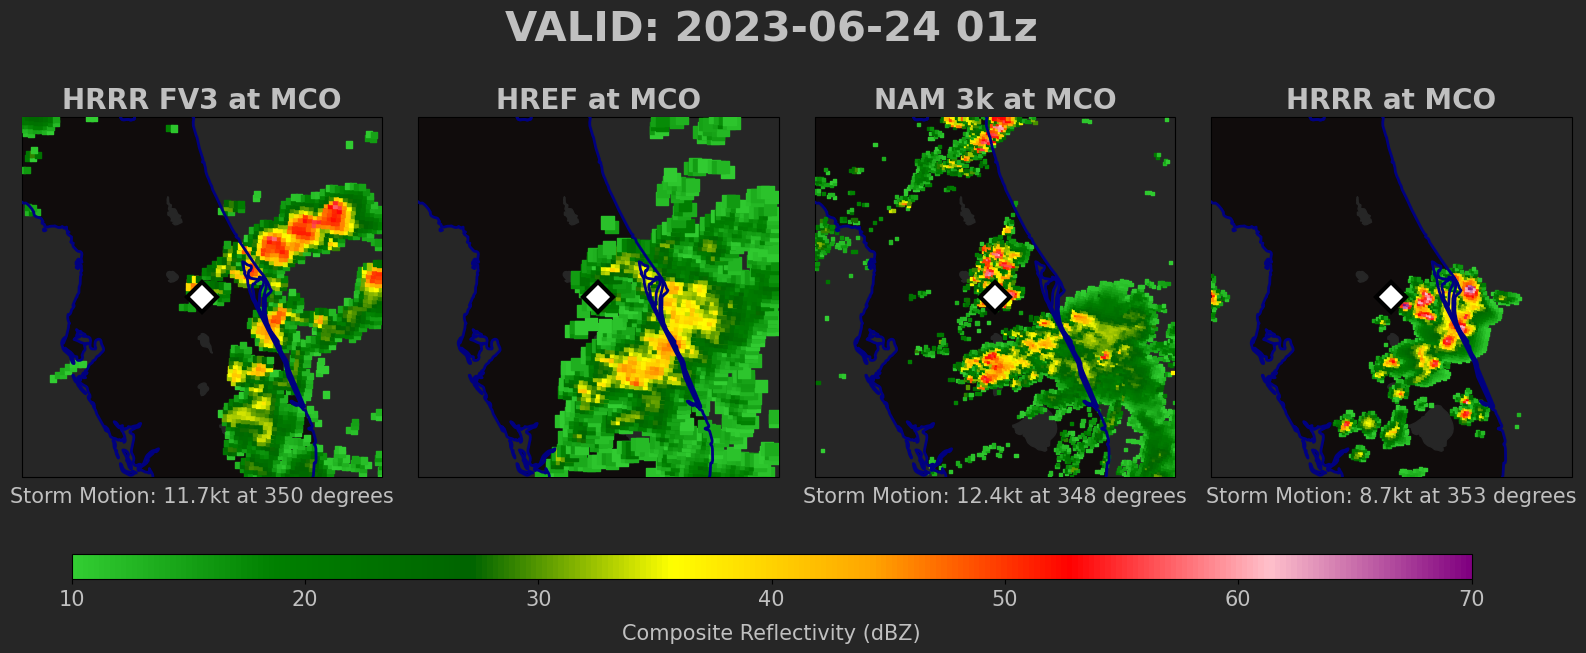 VALID: 2023-06-24 01z
HRRR FV3 at MCO
HREF at MCO
NAM 3k at MCO
HRRR at MCO
Storm Motion: 11.7kt at 350 degrees
Storm Motion: 12.4kt at 348 degrees
Storm Motion: 8.7kt at 353 degrees
10 20 30 40 50 60 70
Composite Reflectivity (dBZ)